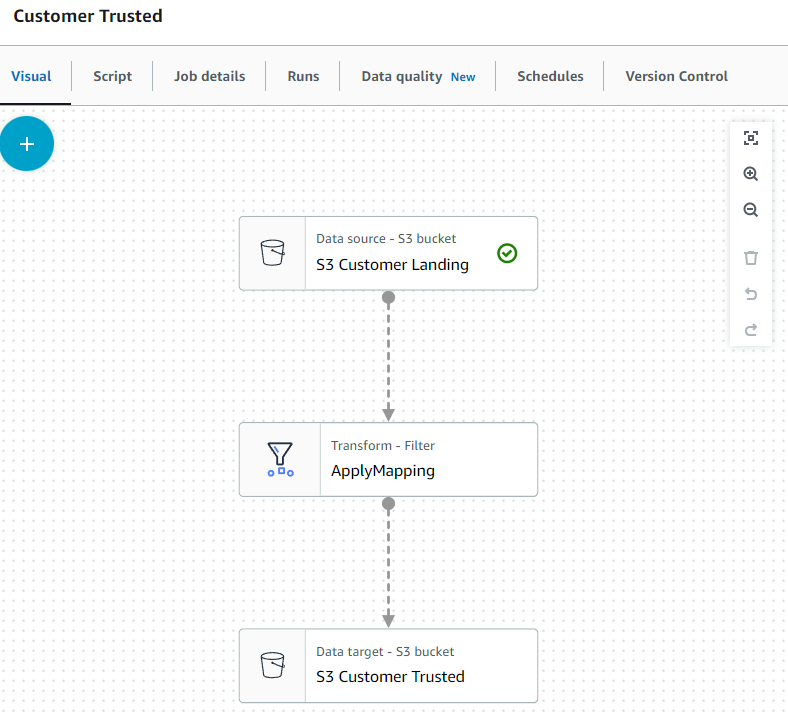 Customer Trusted
Visual Script Job details Runs Data quality New Schedules Version Control
Data source - S3 bucket
S3 Customer Landing
Transform - Filter
ApplyMapping
Data target - S3 bucket
S3 Customer Trusted